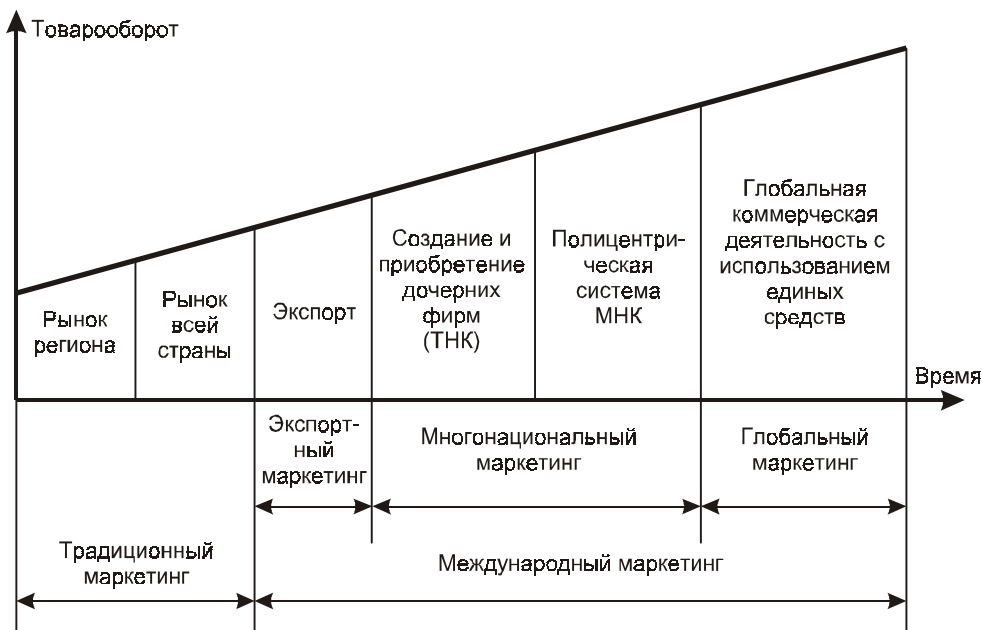 Товарооборот
Рынок
региона
Рынок
всей
страны
Экспорт
Создание и
приобретение
дочерних
фирм
(ТНК)
Полицентри-
ческая
система
МНК
Глобальная
коммерческая
деятельность с
использованием
единых
средств
Время
Экспорт-
ный
маркетинг
Многонациональный
маркетинг
Глобальный
маркетинг
Традиционный
маркетинг
Международный маркетинг